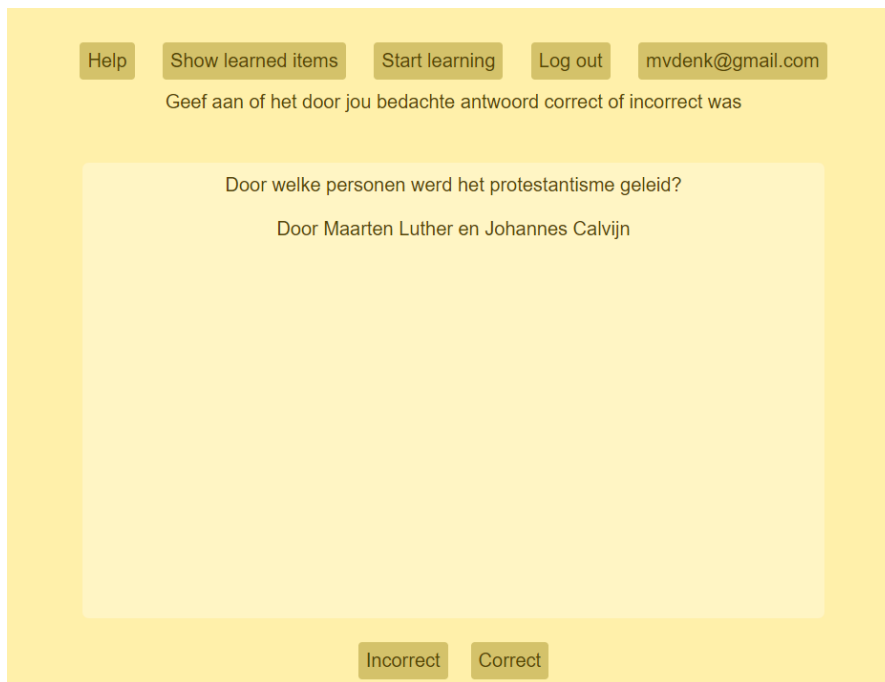 Help Show learned items Start learning Log out mvdenk@gmail.com
Geef aan of het door jou bedachte antwoord correct of incorrect was
Door welke personen werd het protestantisme geleid?
Door Maarten Luther en Johannes Calvijn
Incorrect Correct